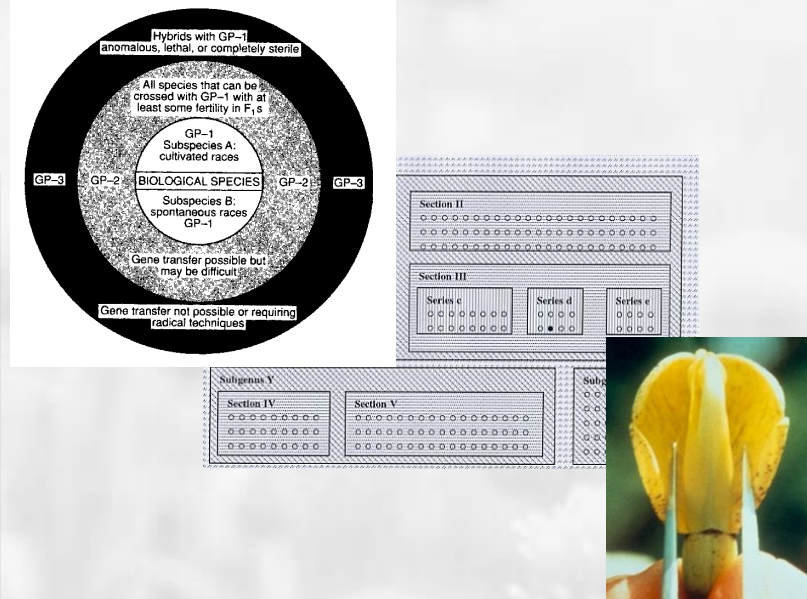 Hybrids with GP–1
anomalous, lethal, or completely sterile
All species that can be
crossed with GP–1 with at
least some fertility in F1s
GP–1
Subspecies A:
cultivated races
GP–3
GP–2
BIOLOGICAL SPECIES
GP–2
GP–3
Subspecies B:
spontaneous races
GP–1
Gene transfer possible but
may be difficult
Gene transfer not possible or requiring
radical techniques
Section II
Section III
Series c
Series d
Series e
Subgenus Y
Subg
Section IV
Section V